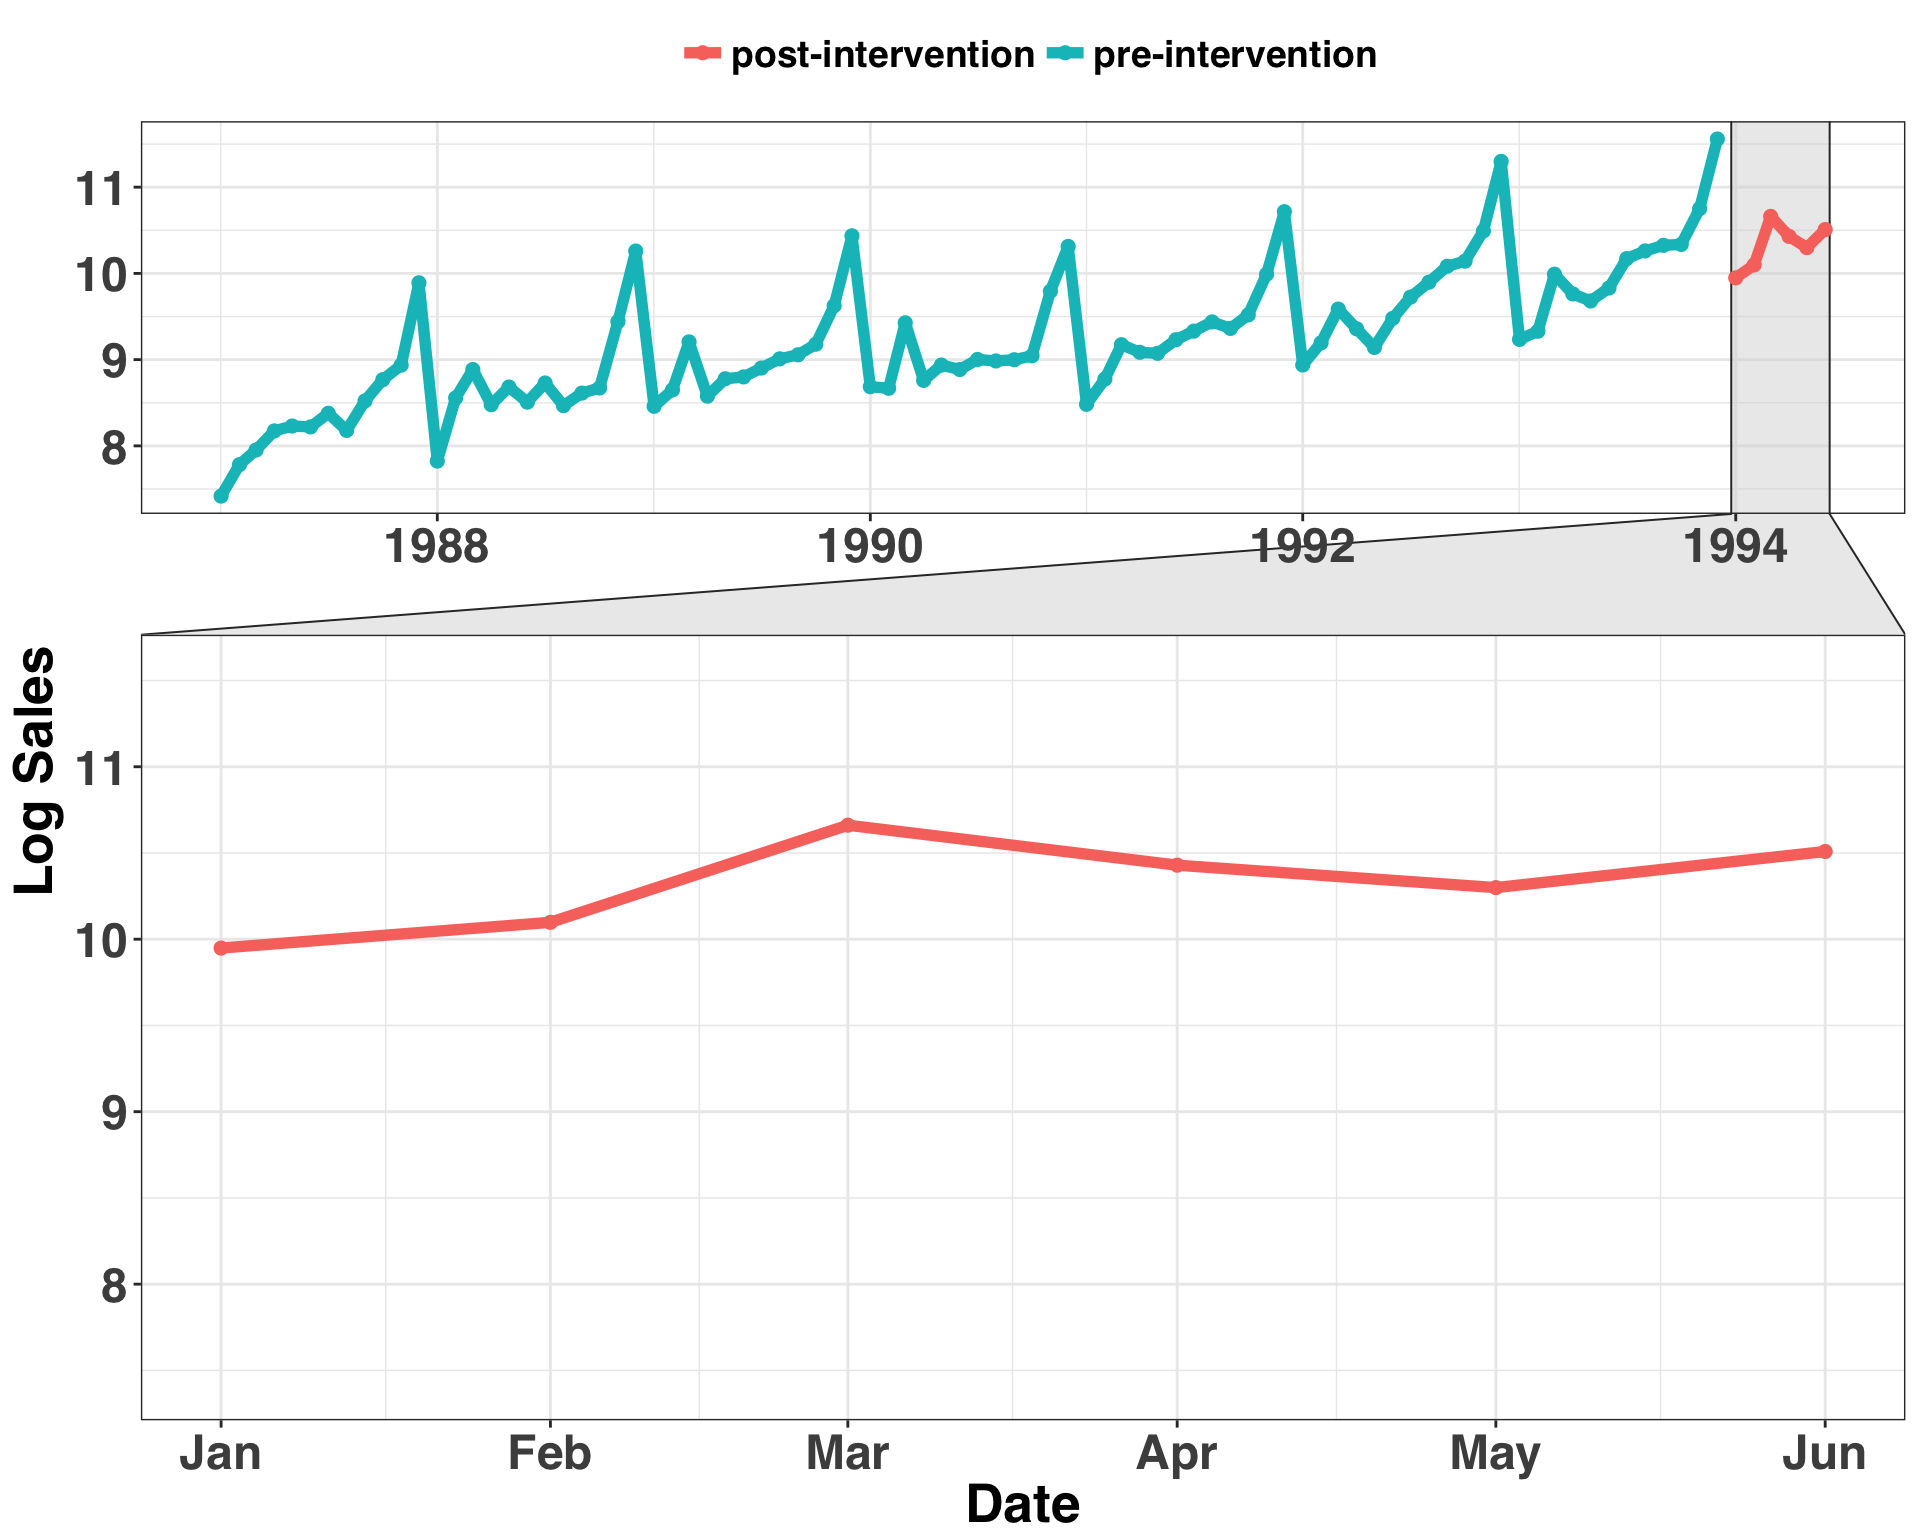 post-intervention pre-intervention
11
10
9
8
1988 1990 1992 1994
Log Sales
11
10
9
8
Jan Feb Mar Apr May Jun
Date